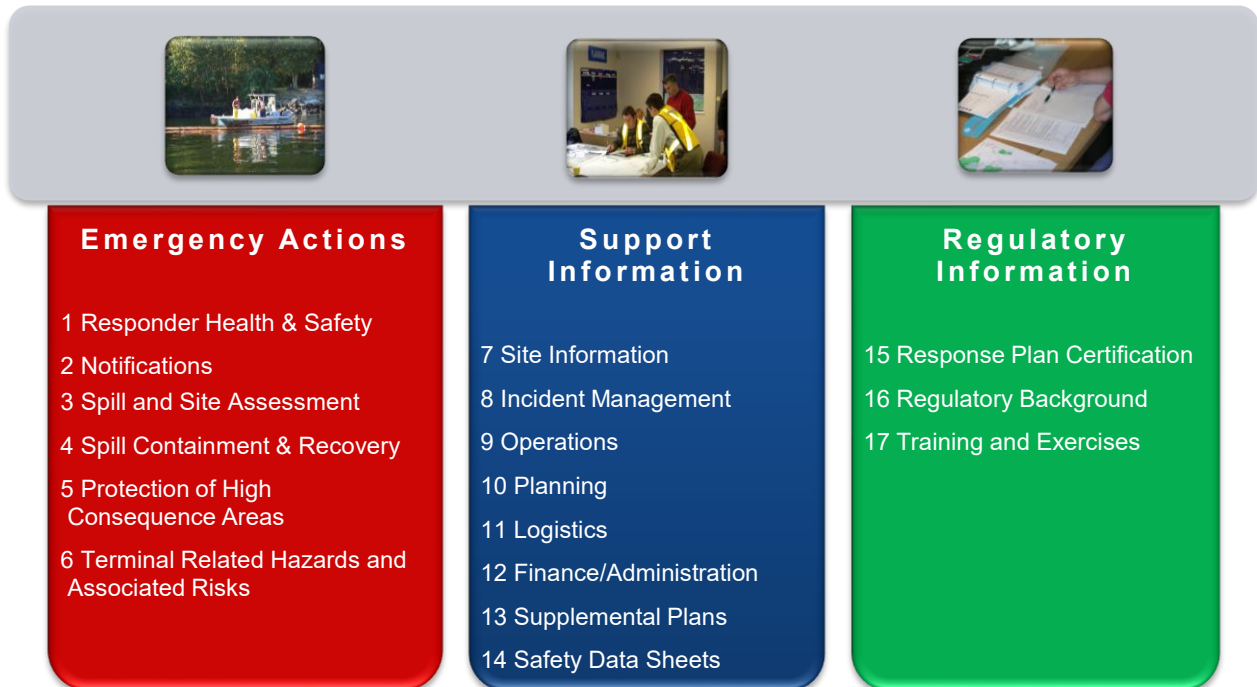 Emergency Actions
1 Responder Health & Safety
2 Notifications
3 Spill and Site Assessment
4 Spill Containment & Recovery
5 Protection of High
Consequence Areas
6 Terminal Related Hazards and
Associated Risks
Support
Information
7 Site Information
8 Incident Management
9 Operations
10 Planning
11 Logistics
12 Finance/Administration
13 Supplemental Plans
14 Safety Data Sheets
Regulatory
Information
15 Response Plan Certification
16 Regulatory Background
17 Training and Exercises